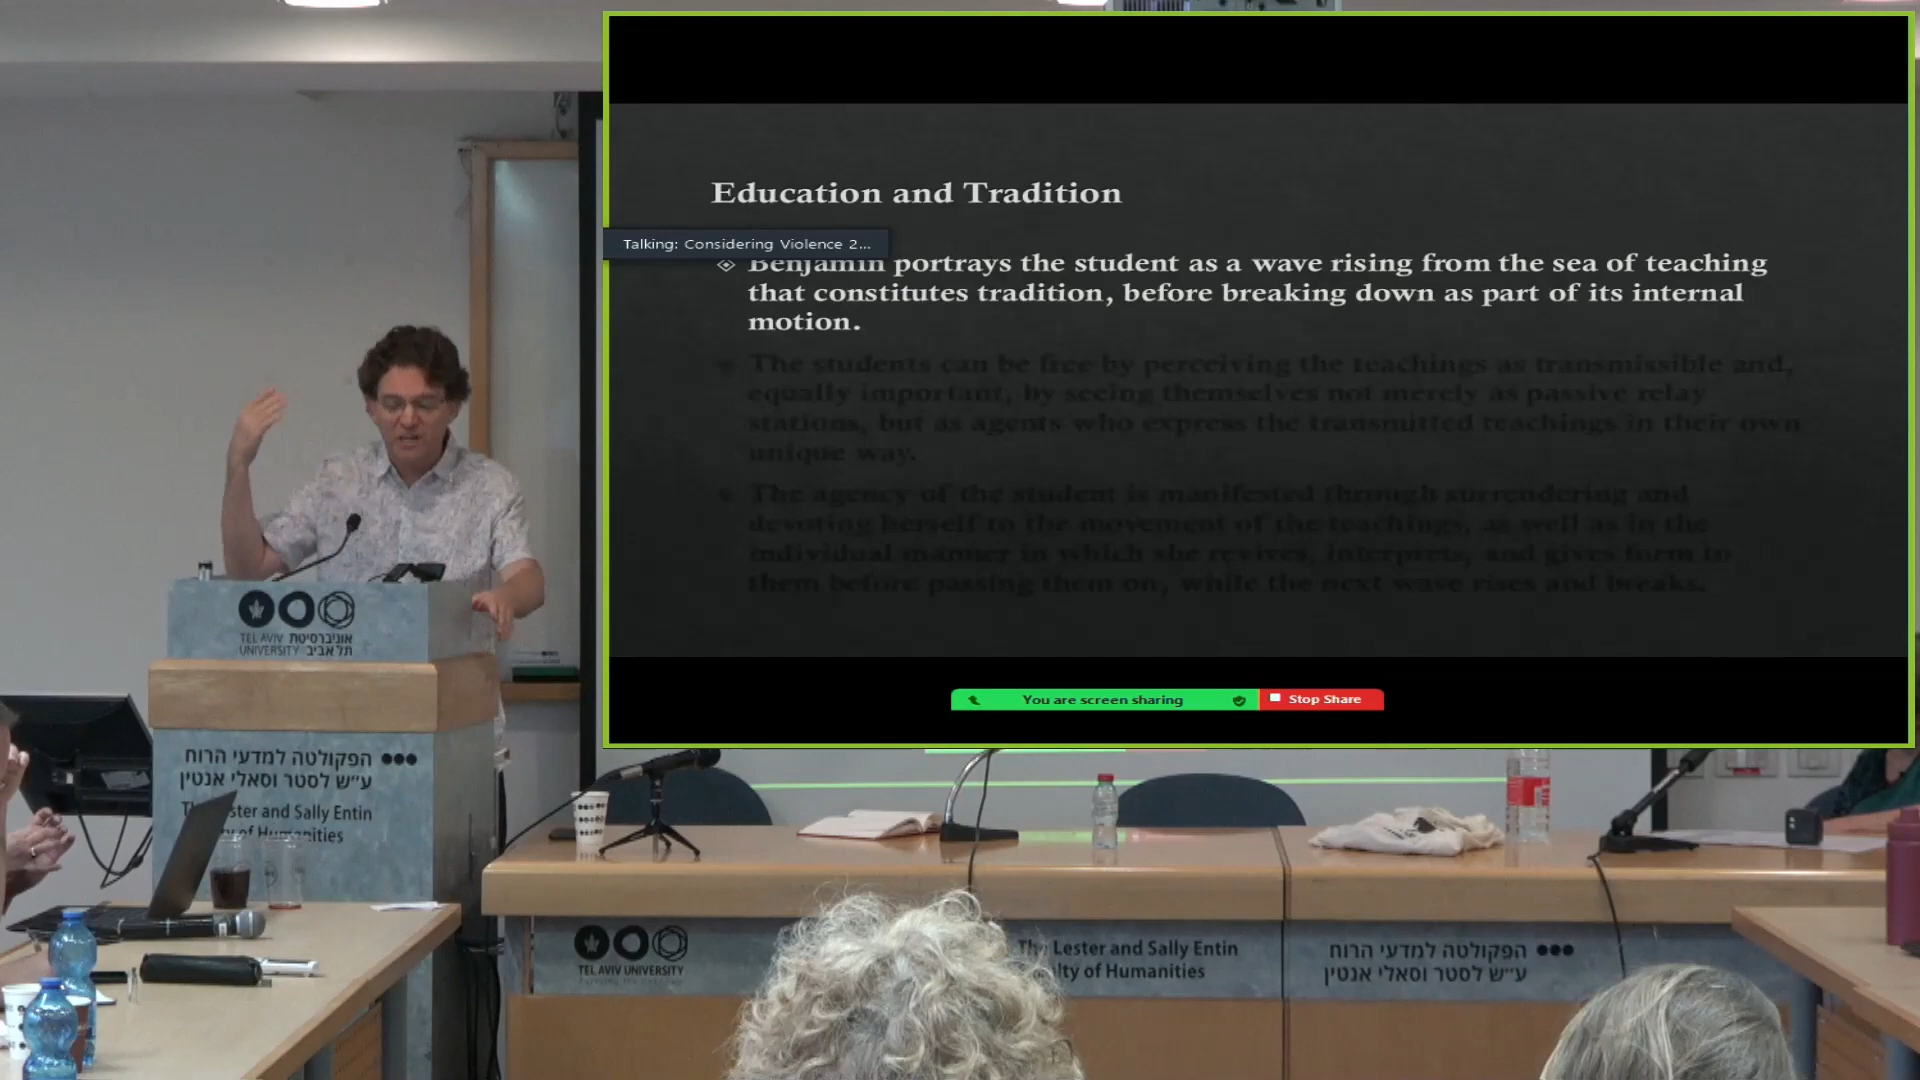 Education and Tradition
Talking: Considering Violence 2...
Benjamin portrays the student as a wave rising from the sea of teaching
that constitutes tradition, before breaking down as part of its internal
motion.
The students can be free by perceiving the teachings as transmissible and,
equally important, by seeing themselves not merely as passive relay
stations, but as agents who express the transmitted teachings in their own
unique way.
The agency of the student is manifested through surrendering and
devoting herself to the movement of the teachings, as well as in the
individual manner in which she revives, interprets, and gives form to
them before passing them on, while the next wave rises and breaks.
You are screen sharing
Stop Share
TEL AVIV אוניברסיטת
UNIVERSITY תל אביב
הפקולטה למדעי הרוח
ע״ש לסטר וסאלי אנטין
The Lester and Sally Entin
of Humanities
TEL AVIV UNIVERSITY
The Lester and Sally Entin
of Humanities
הפקולטה למדעי הרוח
ע״ש לסטר וסאלי אנטין